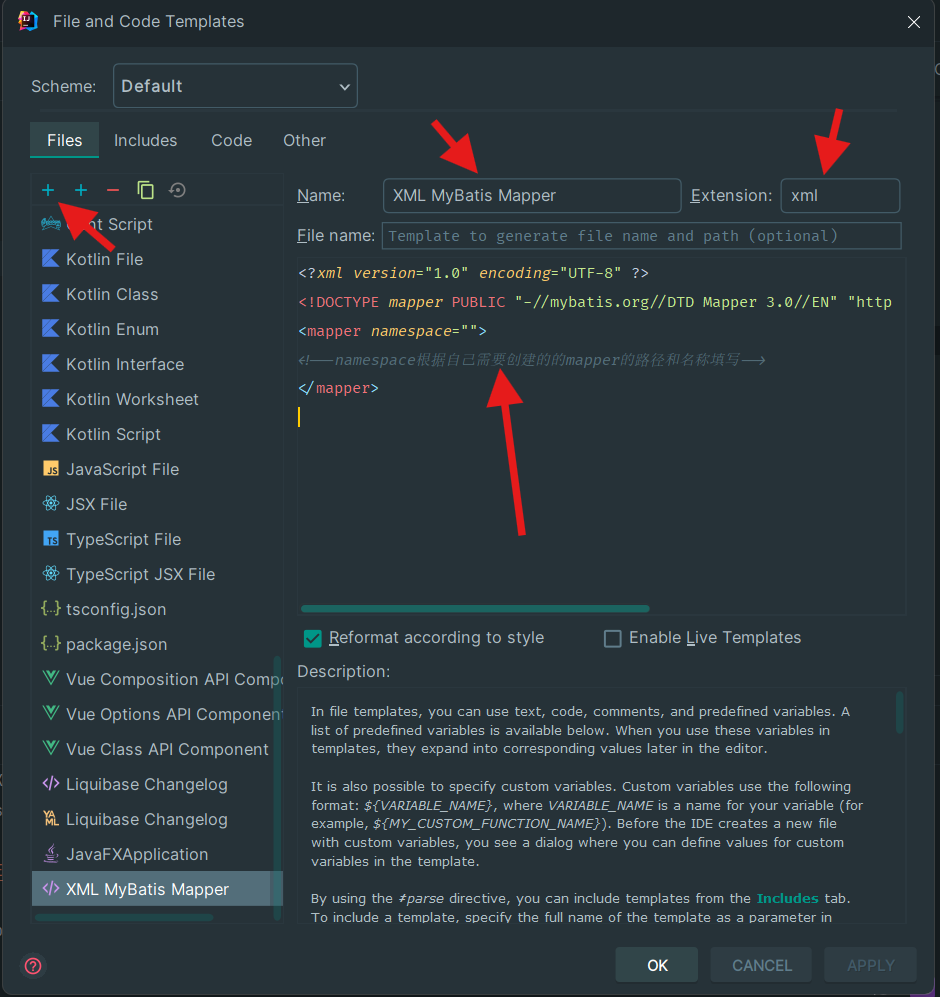 File and Code Templates
Scheme:
Default
Files
Includes
Code
Other
Script
Kotlin File
Kotlin Class
Kotlin Enum
Kotlin Interface
Kotlin Worksheet
Kotlin Script
JavaScript File
JSX File
TypeScript File
TypeScript JSX File
tsconfig.json
package.json
Vue Composition API Comp
Vue Options API Component
Vue Class API Component
Liquibase Changelog
Liquibase Changelog
JavaFXApplication
XML MyBatis Mapper
Name:
XML MyBatis Mapper
Extension:
xml
File name:
Template to generate file name and path (optional)
<?xml version="1.0" encoding="UTF-8" ?>
<!DOCTYPE mapper PUBLIC "-//mybatis.org//DTD Mapper 3.0//EN" "http
<mapper namespace="">
<!--namespace根据自己需要创建的的mapper的路径和名称填写-->
</mapper>
Reformat according to style
Enable Live Templates
Description:
In file templates, you can use text, code, comments, and predefined variables. A
list of predefined variables is available below. When you use these variables in
templates, they expand into corresponding values later in the editor.
It is also possible to specify custom variables. Custom variables use the following
format: ${VARIABLE_NAME}, where VARIABLE_NAME is a name for your variable (for
example, ${MY_CUSTOM_FUNCTION_NAME}). Before the IDE creates a new file
with custom variables, you see a dialog where you can define values for custom
variables in the template.
By using the #parse directive, you can include templates from the Includes tab.
To include a template, specify the full name of the template as a parameter in
OK
CANCEL
APPLY